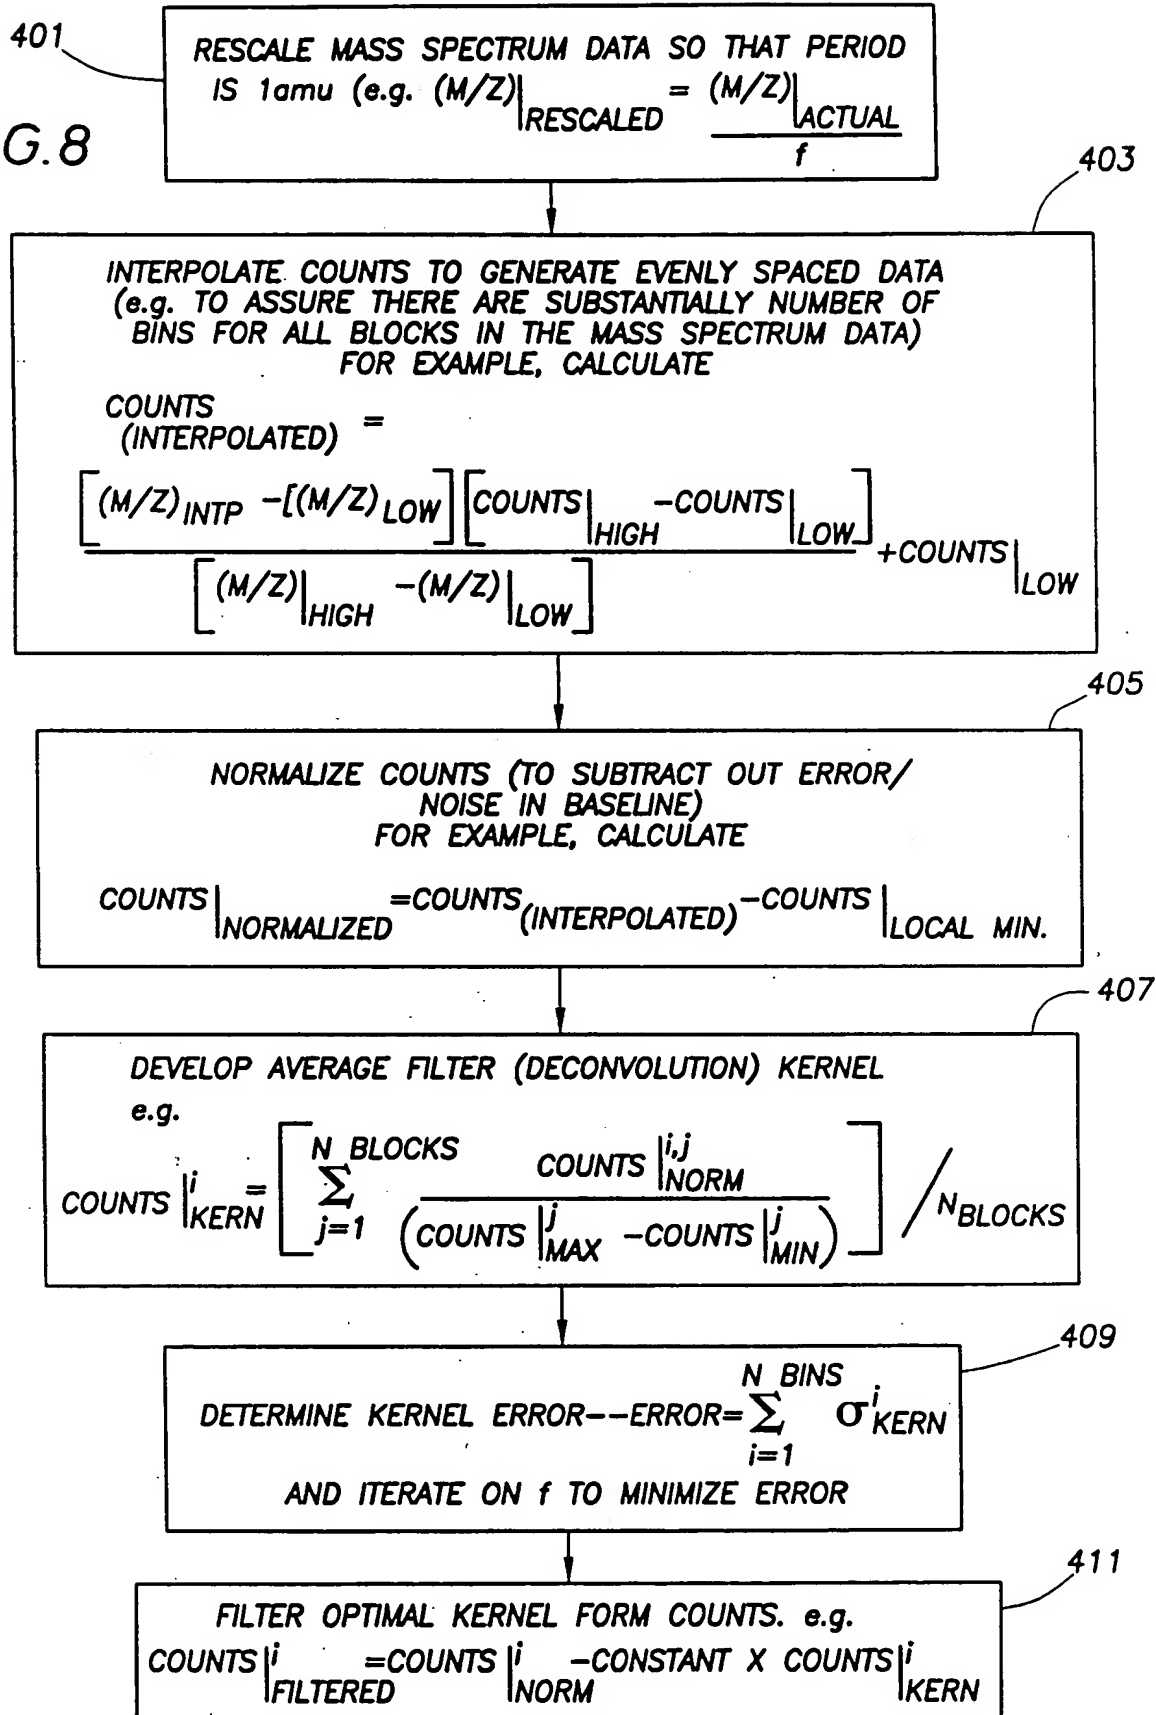 401
RESCALE MASS SPECTRUM DATA SO THAT PERIOD
IS 1amu (e.g. (M/Z)|RESCALED = (M/Z)|ACTUAL / f
G.8
403
INTERPOLATE COUNTS TO GENERATE EVENLY SPACED DATA
(e.g. TO ASSURE THERE ARE SUBSTANTIALLY NUMBER OF
BINS FOR ALL BLOCKS IN THE MASS SPECTRUM DATA)
FOR EXAMPLE, CALCULATE
COUNTS
(INTERPOLATED) =
[(M/Z)INTP -[(M/Z)LOW] [COUNTS|HIGH -COUNTS|LOW]
+COUNTS|LOW
[(M/Z)|HIGH -(M/Z)|LOW]
405
NORMALIZE COUNTS (TO SUBTRACT OUT ERROR/
NOISE IN BASELINE)
FOR EXAMPLE, CALCULATE
COUNTS|NORMALIZED =COUNTS(INTERPOLATED) -COUNTS|LOCAL MIN.
407
DEVELOP AVERAGE FILTER (DECONVOLUTION) KERNEL
e.g.
COUNTS|i KERN = [N BLOCKS Σ j=1 COUNTS|i,j NORM / (COUNTS|j MAX -COUNTS|j MIN)] / N BLOCKS
409
DETERMINE KERNEL ERROR--ERROR= N BINS Σ i=1 σi KERN
AND ITERATE ON f TO MINIMIZE ERROR
411
FILTER OPTIMAL KERNEL FORM COUNTS. e.g.
COUNTS|i FILTERED =COUNTS|i NORM -CONSTANT X COUNTS|i KERN